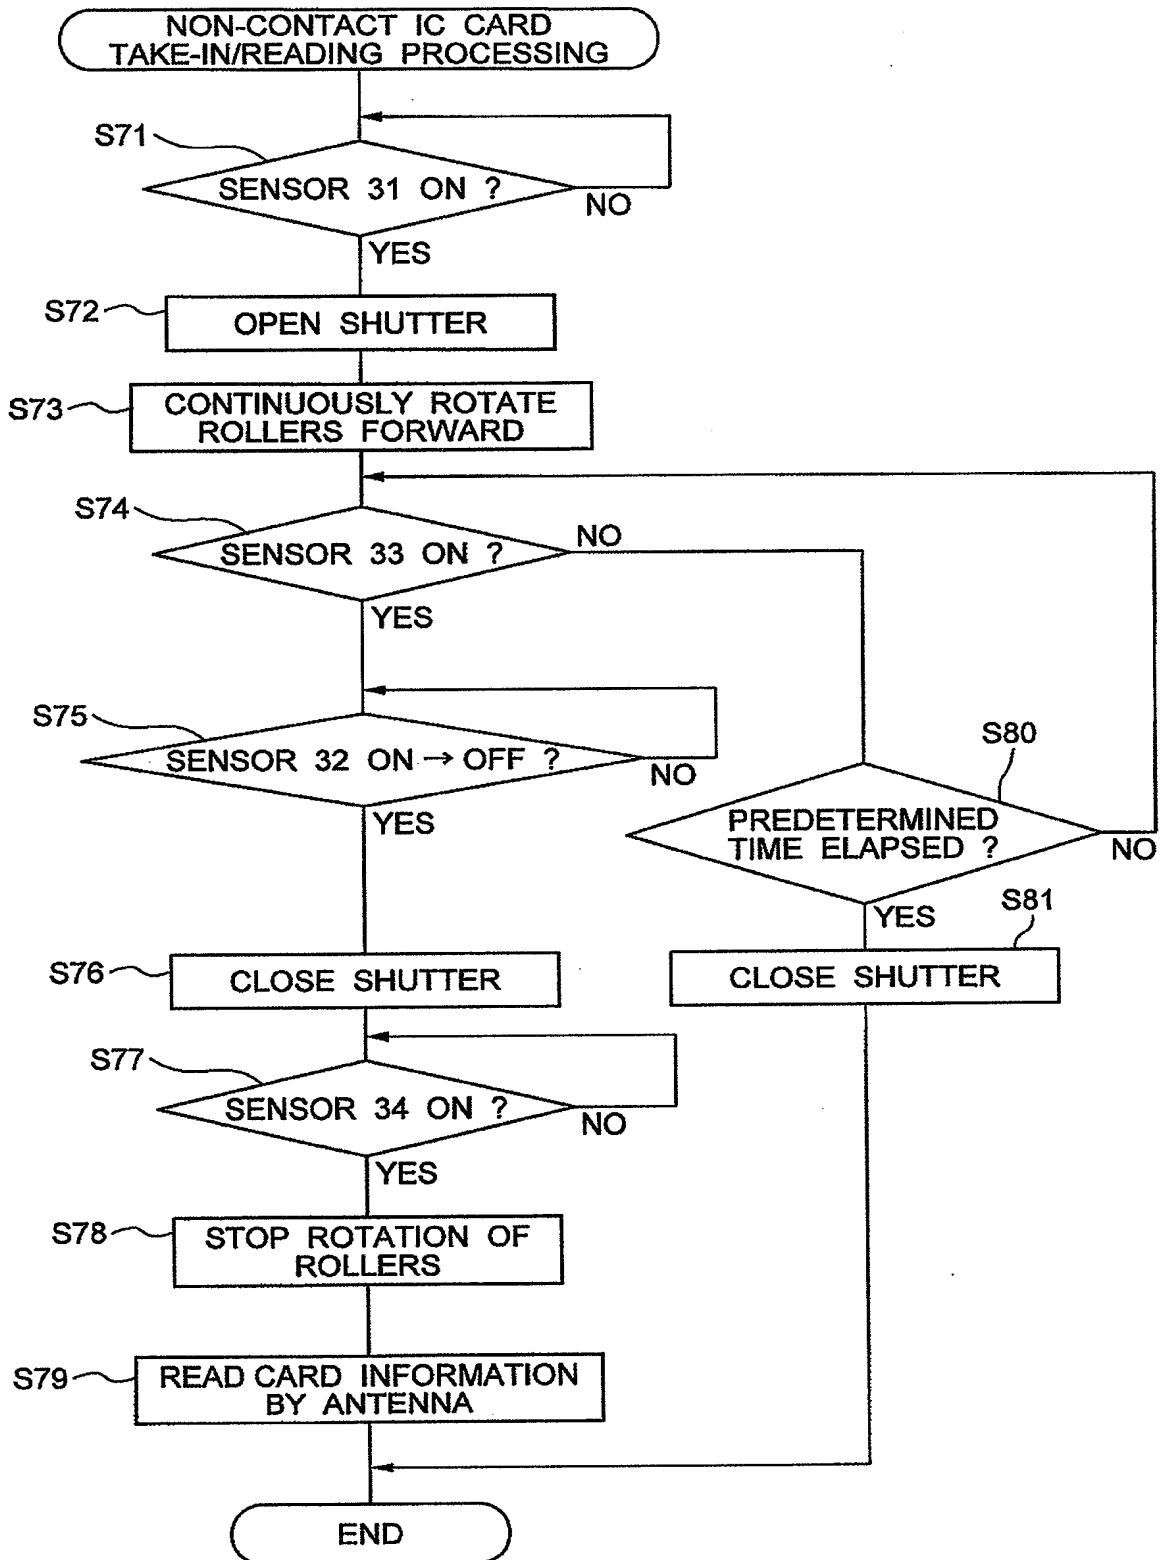 NON-CONTACT IC CARD
TAKE-IN/READING PROCESSING
S71
SENSOR 31 ON ?
NO
YES
S72
OPEN SHUTTER
S73
CONTINUOUSLY ROTATE
ROLLERS FORWARD
S74
SENSOR 33 ON ?
NO
YES
S75
SENSOR 32 ON → OFF ?
NO
YES
S80
PREDETERMINED
TIME ELAPSED ?
NO
YES
S76
CLOSE SHUTTER
S81
CLOSE SHUTTER
S77
SENSOR 34 ON ?
NO
YES
S78
STOP ROTATION OF
ROLLERS
S79
READ CARD INFORMATION
BY ANTENNA
END